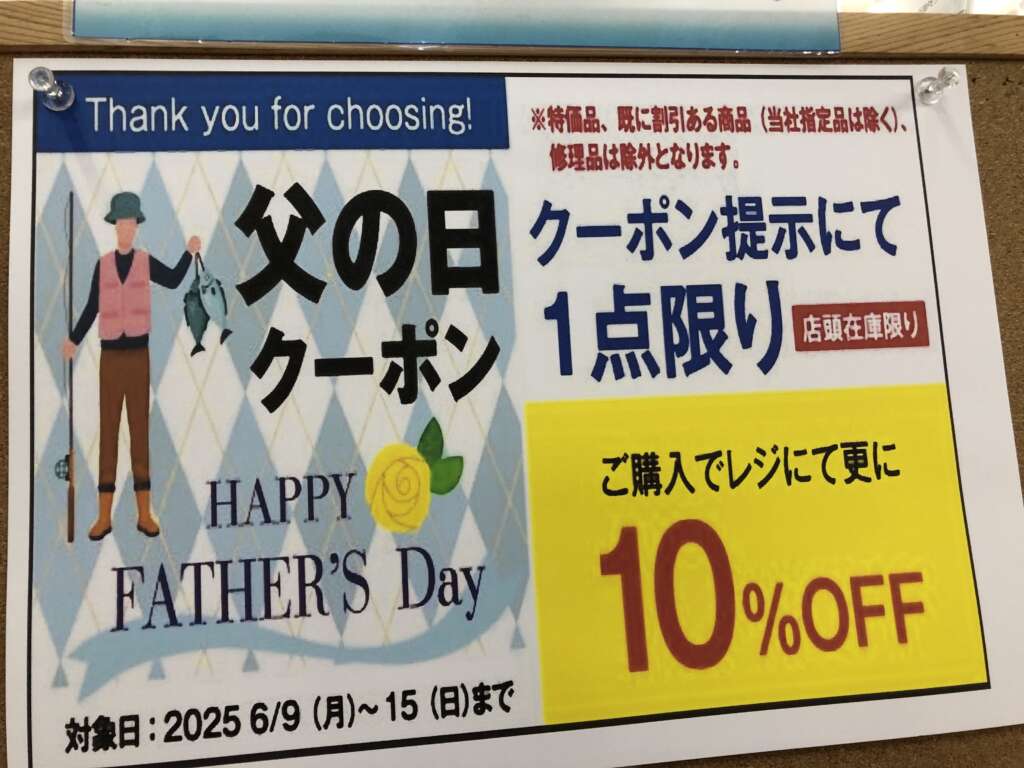 Thank you for choosing!
父の日
クーポン
HAPPY
FATHER'S Day
対象日：2025 6/9（月）～15（日）まで
※特価品、既に割引ある商品（当社指定品は除く）、
修理品は除外となります。
クーポン提示にて
1点限り
店頭在庫限り
ご購入でレジにて更に
10%OFF